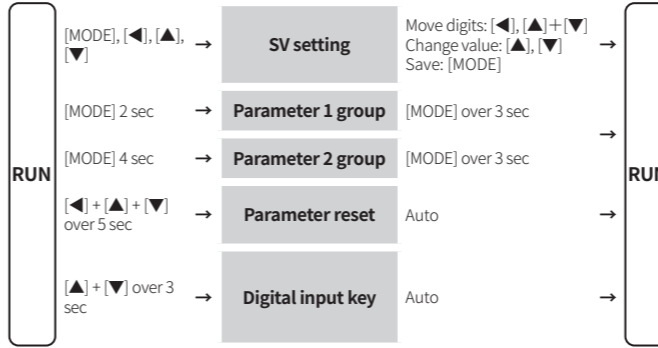 RUN
[MODE], [◀], [▲],
[▼]
→
SV setting
Move digits: [◀], [▲]+[▼]
Change value: [▲], [▼]
Save: [MODE]
→
[MODE] 2 sec
→
Parameter 1 group
[MODE] over 3 sec
→
[MODE] 4 sec
→
Parameter 2 group
[MODE] over 3 sec
[◀] + [▲] + [▼]
over 5 sec
→
Parameter reset
Auto
→
[▲] + [▼] over 3
sec
→
Digital input key
Auto
→